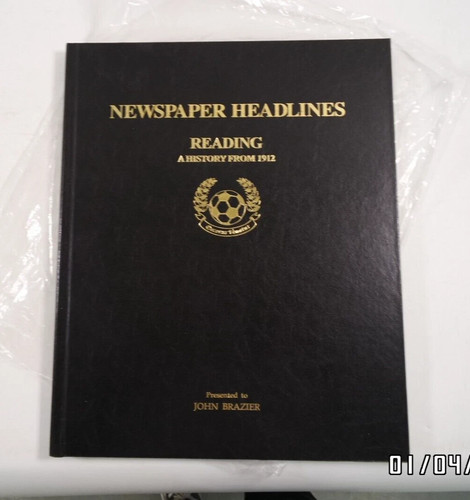 NEWSPAPER HEADLINES
READING
A HISTORY FROM 1912
Presented to
JOHN BRAZIER
01/04/